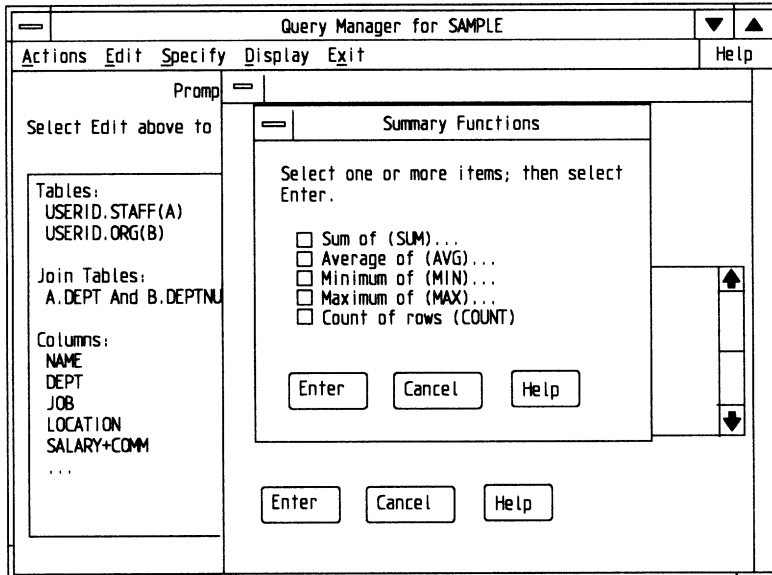 Query Manager for SAMPLE
Actions Edit Specify Display Exit Help
Promp
Select Edit above to
Tables:
USERID.STAFF(A)
USERID.ORG(B)
Join Tables:
A.DEPT And B.DEPTNU
Columns:
NAME
DEPT
JOB
LOCATION
SALARY+COMM
...
Summary Functions
Select one or more items; then select
Enter.
Sum of (SUM)...
Average of (AVG)...
Minimum of (MIN)...
Maximum of (MAX)...
Count of rows (COUNT)
Enter Cancel Help
Enter Cancel Help